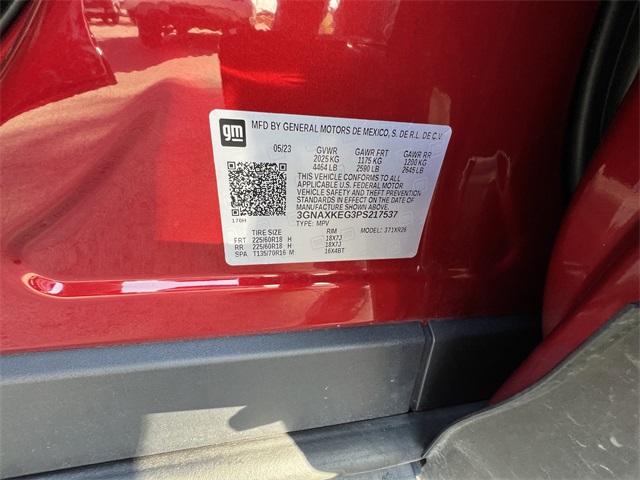 gm
MFD BY GENERAL MOTORS DE MEXICO, S. DE R.L. DE C.V.
05/23 GVWR GAWR FRT GAWR RR
2025 KG 1175 KG 1200 KG
4464 LB 2590 LB 2645 LB
THIS VEHICLE CONFORMS TO ALL
APPLICABLE U.S. FEDERAL MOTOR
VEHICLE SAFETY AND THEFT PREVENTION
STANDARDS IN EFFECT ON THE DATE OF
MANUFACTURE SHOWN ABOVE.
3GNAXKEG3PS217537
TYPE: MPV MODEL: 371XR26
TIRE SIZE RIM
FRT 225/60R18 H 18X7J
RR 225/60R18 H 18X7J
SPA T135/70R16 M 16X4BT